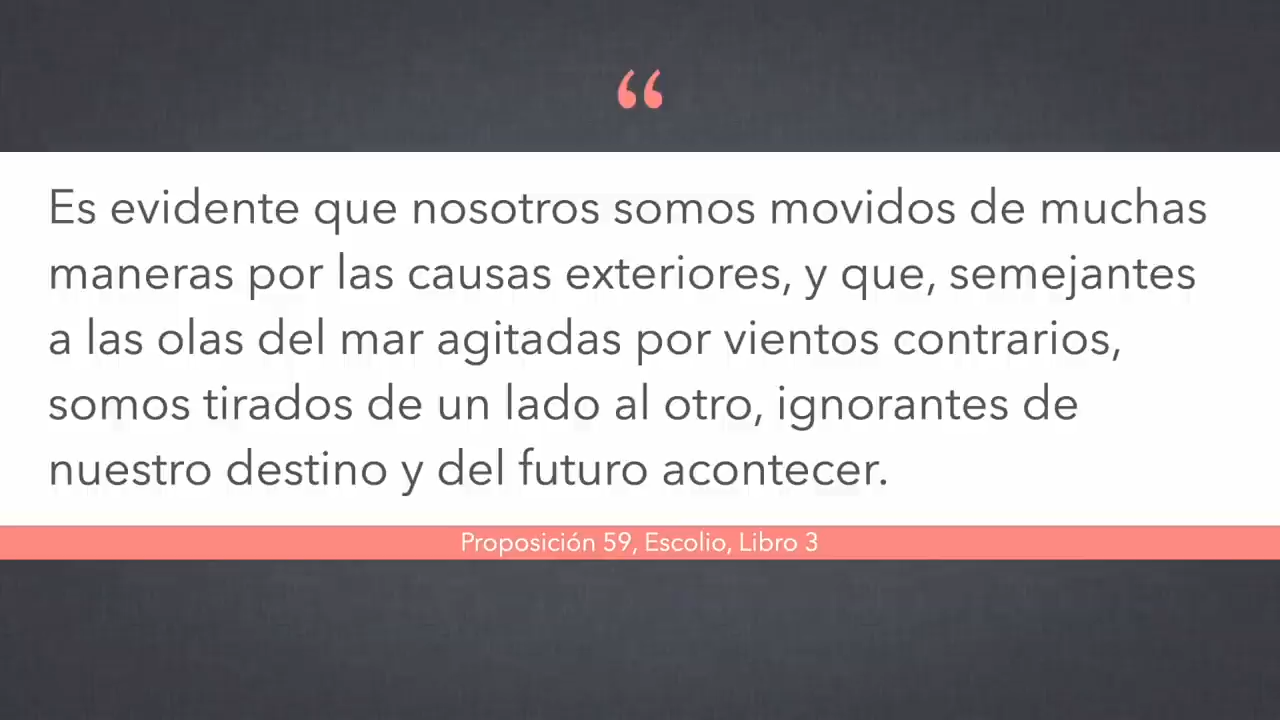 “
Es evidente que nosotros somos movidos de muchas
maneras por las causas exteriores, y que, semejantes
a las olas del mar agitadas por vientos contrarios,
somos tirados de un lado al otro, ignorantes de
nuestro destino y del futuro acontecer.
Proposición 59, Escolio, Libro 3